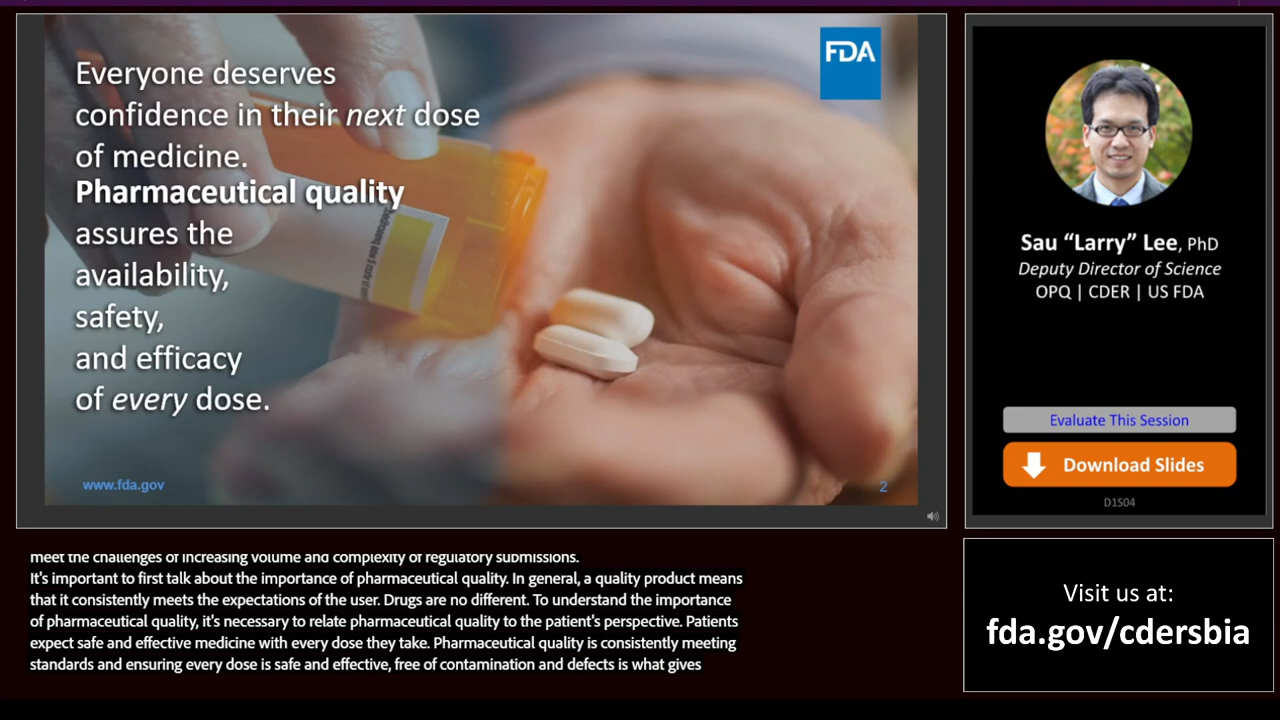 Everyone deserves
confidence in their next dose
of medicine.
Pharmaceutical quality
assures the
availability,
safety,
and efficacy
of every dose.
FDA
www.fda.gov
2
Sau “Larry” Lee, PhD
Deputy Director of Science
OPQ | CDER | US FDA
Evaluate This Session
Download Slides
D1S04
meet the challenges of increasing volume and complexity of regulatory submissions.
It's important to first talk about the importance of pharmaceutical quality. In general, a quality product means
that it consistently meets the expectations of the user. Drugs are no different. To understand the importance
of pharmaceutical quality, it's necessary to relate pharmaceutical quality to the patient's perspective. Patients
expect safe and effective medicine with every dose they take. Pharmaceutical quality is consistently meeting
standards and ensuring every dose is safe and effective, free of contamination and defects is what gives
Visit us at:
fda.gov/cdersbia